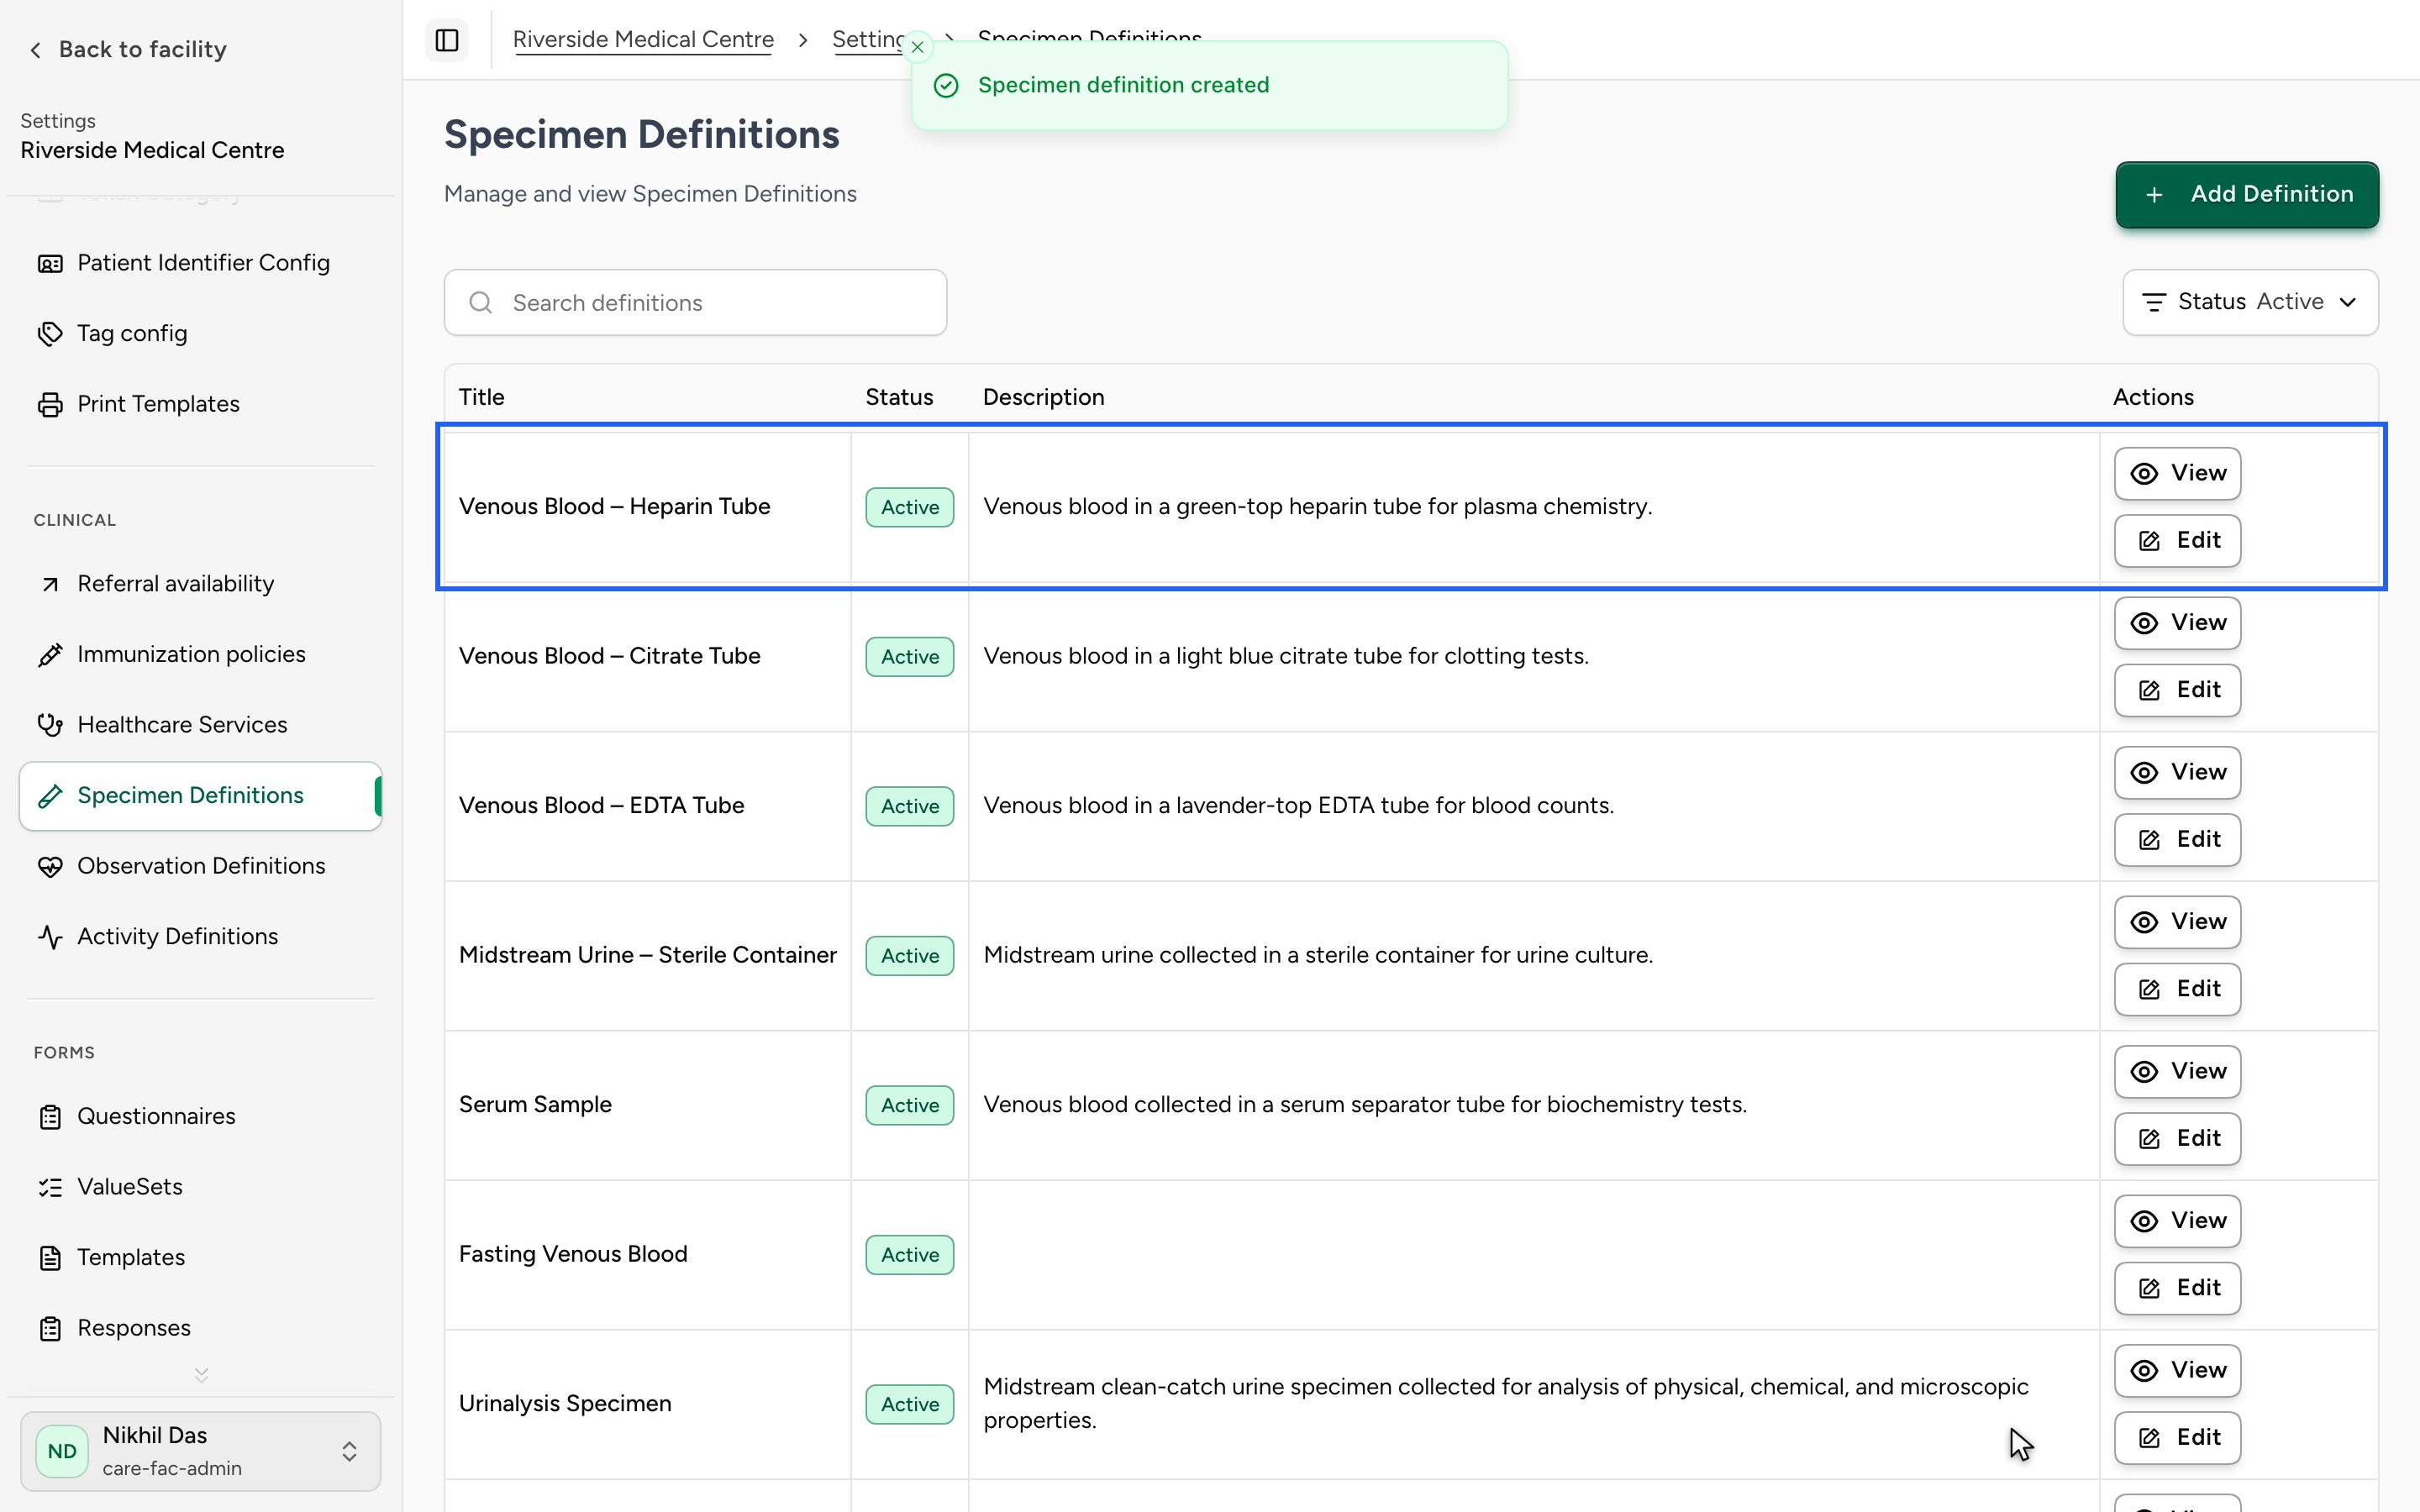 Back to facility
Settings
Riverside Medical Centre
Patient Identifier Config
Tag config
Print Templates
CLINICAL
Referral availability
Immunization policies
Healthcare Services
Specimen Definitions
Observation Definitions
Activity Definitions
FORMS
Questionnaires
ValueSets
Templates
Responses
ND
Nikhil Das
care-fac-admin
Riverside Medical Centre
Specimen Definitions
Specimen definition created
Specimen Definitions
Manage and view Specimen Definitions
Add Definition
Search definitions
Status Active
Title Status Description Actions
Venous Blood – Heparin Tube Active Venous blood in a green-top heparin tube for plasma chemistry. View
Edit
Venous Blood – Citrate Tube Active Venous blood in a light blue citrate tube for clotting tests. View
Edit
Venous Blood – EDTA Tube Active Venous blood in a lavender-top EDTA tube for blood counts. View
Edit
Midstream Urine – Sterile Container Active Midstream urine collected in a sterile container for urine culture. View
Edit
Serum Sample Active Venous blood collected in a serum separator tube for biochemistry tests. View
Edit
Fasting Venous Blood Active View
Edit
Urinalysis Specimen Active Midstream clean-catch urine specimen collected for analysis of physical, chemical, and microscopic
properties. View
Edit